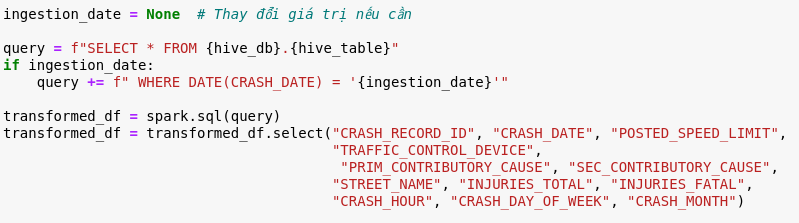 ingestion_date = None  # Thay đổi giá trị nếu cần

query = f"SELECT * FROM {hive_db}.{hive_table}"
if ingestion_date:
    query += f" WHERE DATE(CRASH_DATE) = '{ingestion_date}'"

transformed_df = spark.sql(query)
transformed_df = transformed_df.select("CRASH_RECORD_ID", "CRASH_DATE", "POSTED_SPEED_LIMIT",
                                       "TRAFFIC_CONTROL_DEVICE",
                                        "PRIM_CONTRIBUTORY_CAUSE", "SEC_CONTRIBUTORY_CAUSE",
                                       "STREET_NAME", "INJURIES_TOTAL", "INJURIES_FATAL",
                                       "CRASH_HOUR", "CRASH_DAY_OF_WEEK", "CRASH_MONTH")